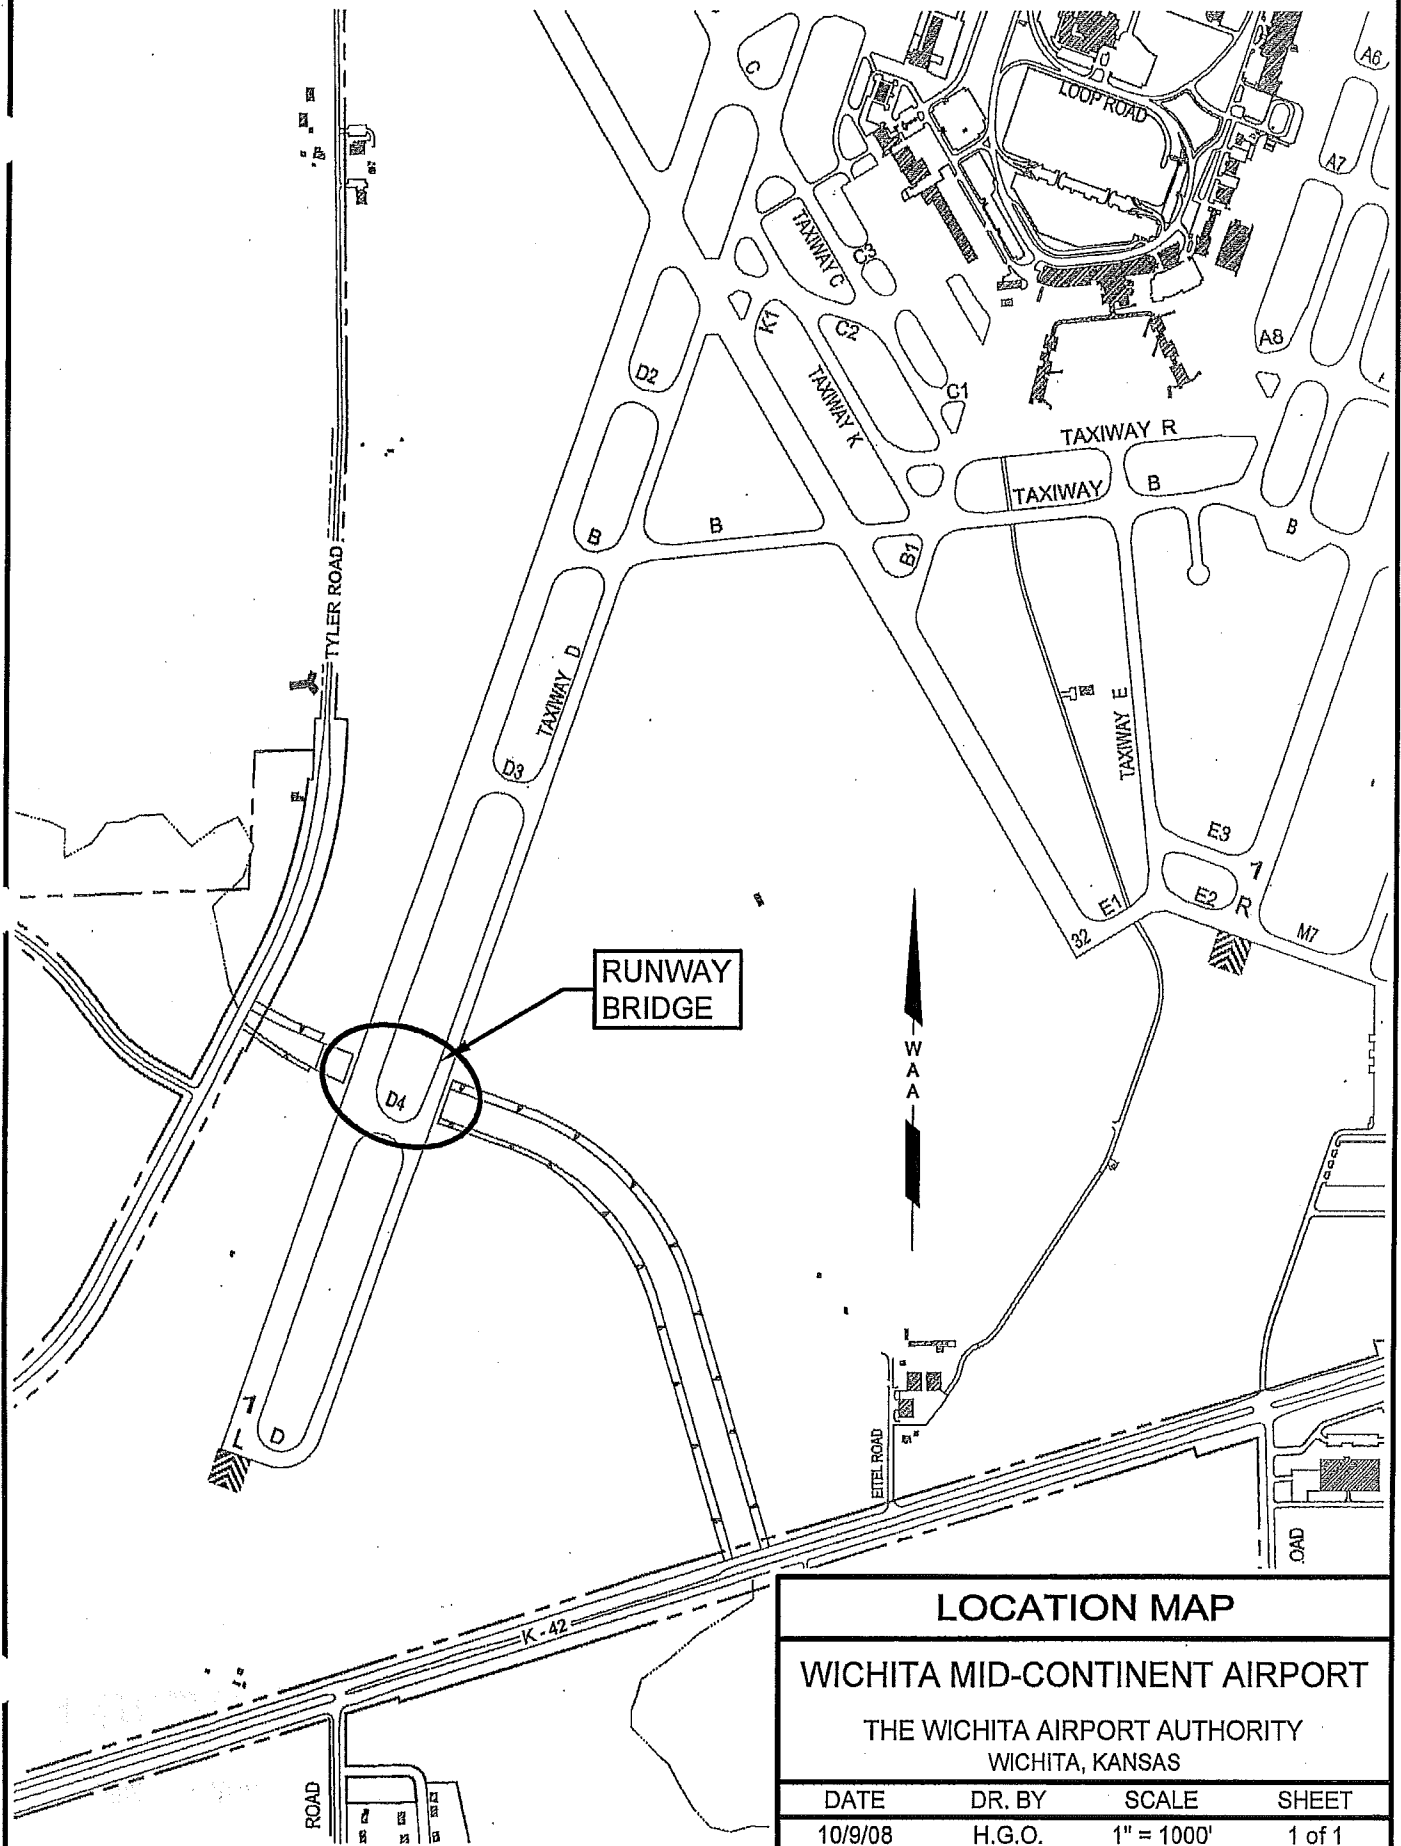 A6
C
LOOP ROAD
A7
TAXIWAY C
C3
K1
C2
A8
D2
TAXIWAY K
C1
TAXIWAY R
TAXIWAY B
B
B
B
B1
TYLER ROAD
TAXIWAY D
TAXIWAY E
D3
E3
1
R
E2
E1
M7
32
RUNWAY
BRIDGE
WAA
D4
1
L
D
EITEL ROAD
OAD
K-42
ROAD
LOCATION MAP
WICHITA MID-CONTINENT AIRPORT
THE WICHITA AIRPORT AUTHORITY
WICHITA, KANSAS
DATE DR. BY SCALE SHEET
10/9/08 H.G.O. 1" = 1000' 1 of 1